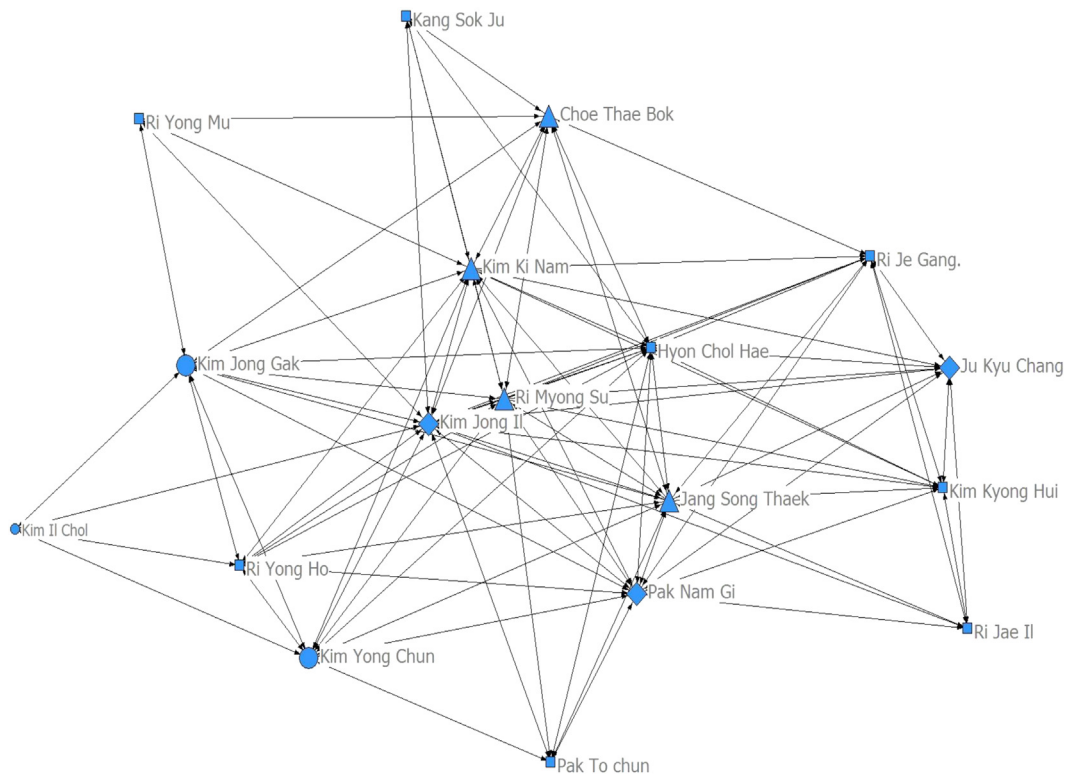 Kang Sok Ju
Choe Thae Bok
Ri Yong Mu
Ri Je Gang.
Kim Ki Nam
Hyon Chol Hae
Kim Jong Gak
Ju Kyu Chang
Ri Myong Su
Kim Jong Il
Kim Kyong Hui
Jang Song Thaek
Kim Il Chol
Ri Yong Ho
Pak Nam Gi
Ri Jae Il
Kim Yong Chun
Pak To chun